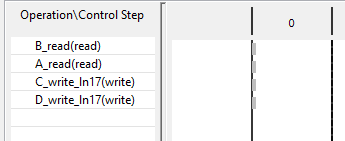 Operation\Control Step
0
B_read(read)
A_read(read)
C_write_ln17(write)
D_write_ln17(write)